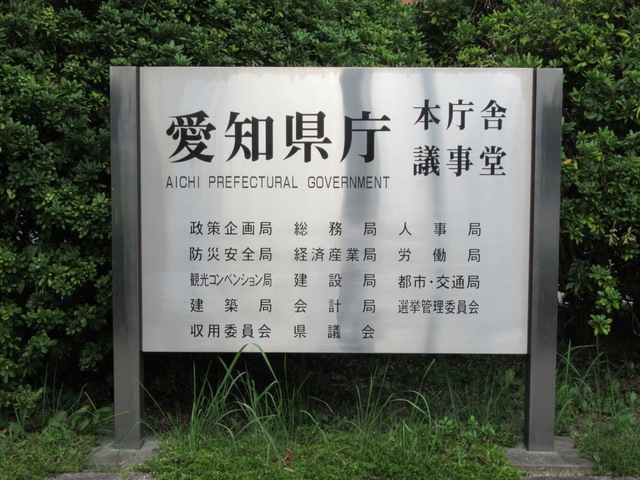 愛知県庁 本庁舎
議事堂
AICHI PREFECTURAL GOVERNMENT
政策企画局 総務局 人事局
防災安全局 経済産業局 労働局
観光コンベンション局 建設局 都市・交通局
建築局 会計局 選挙管理委員会
収用委員会 県議会